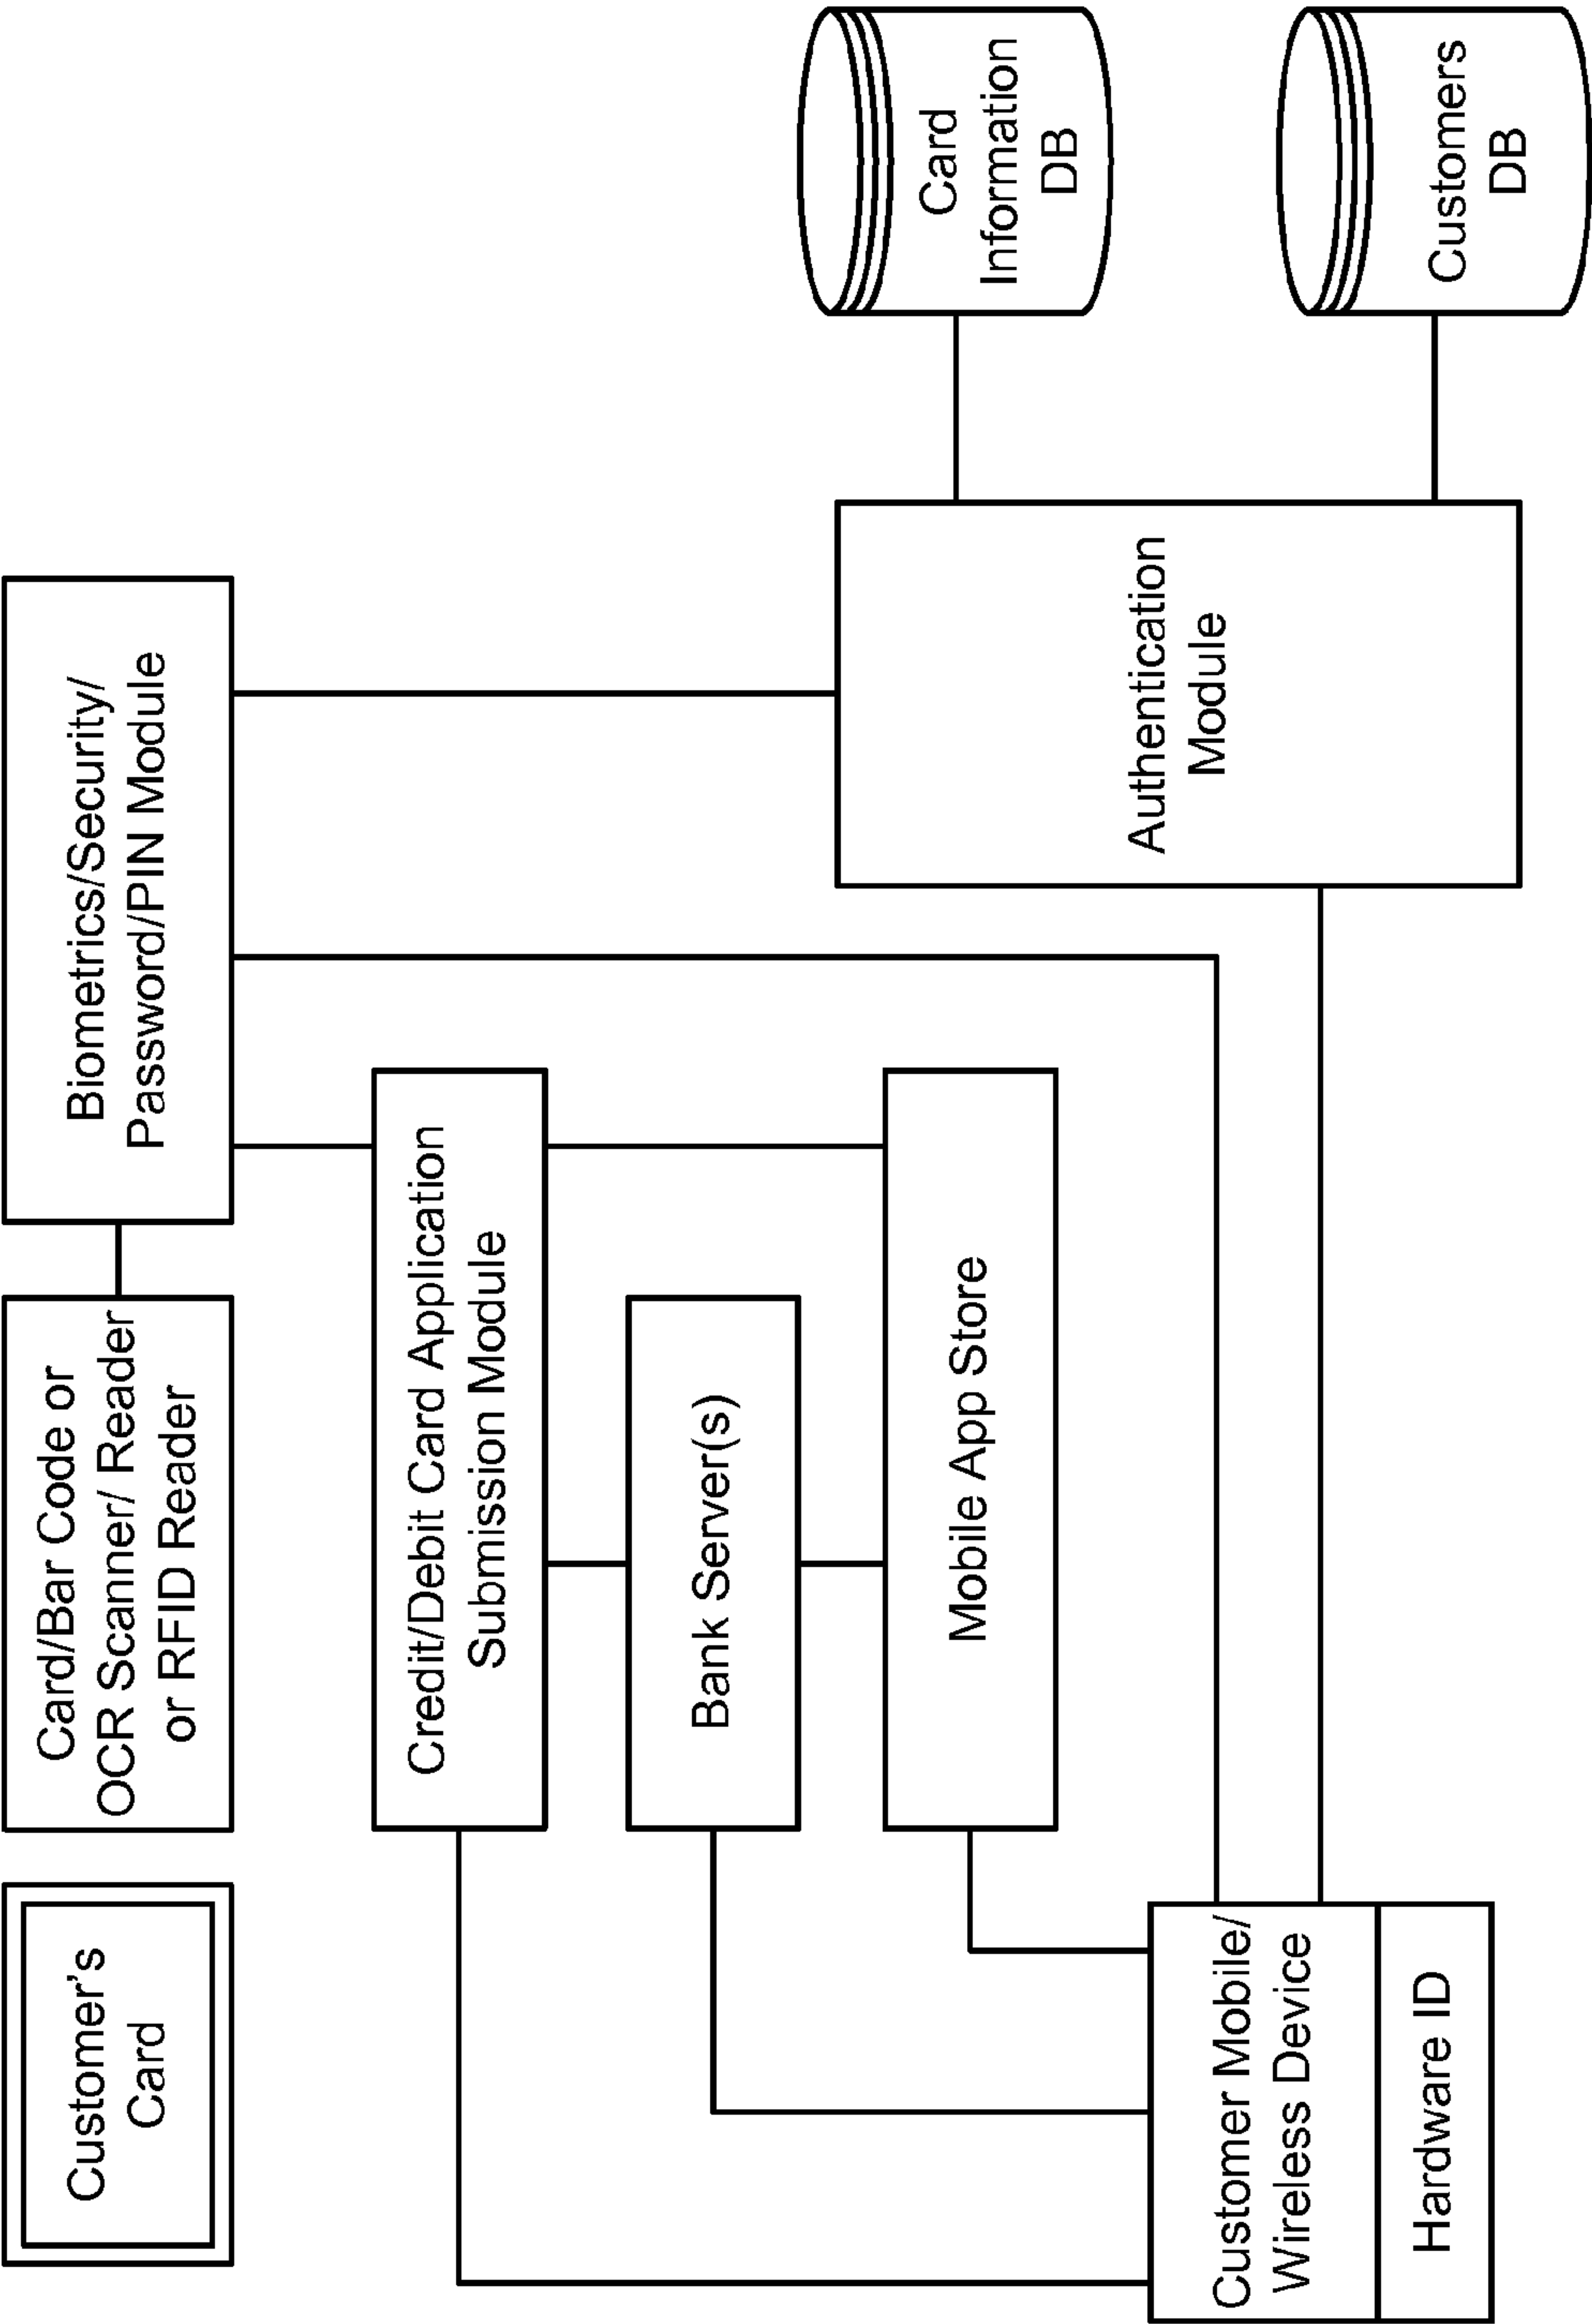 Customer's
Card
Card/Bar Code or
OCR Scanner/ Reader
or RFID Reader
Biometrics/Security/
Password/PIN Module
Credit/Debit Card Application
Submission Module
Bank Server(s)
Mobile App Store
Customer Mobile/
Wireless Device
Hardware ID
Authentication
Module
Card
Information
DB
Customers
DB